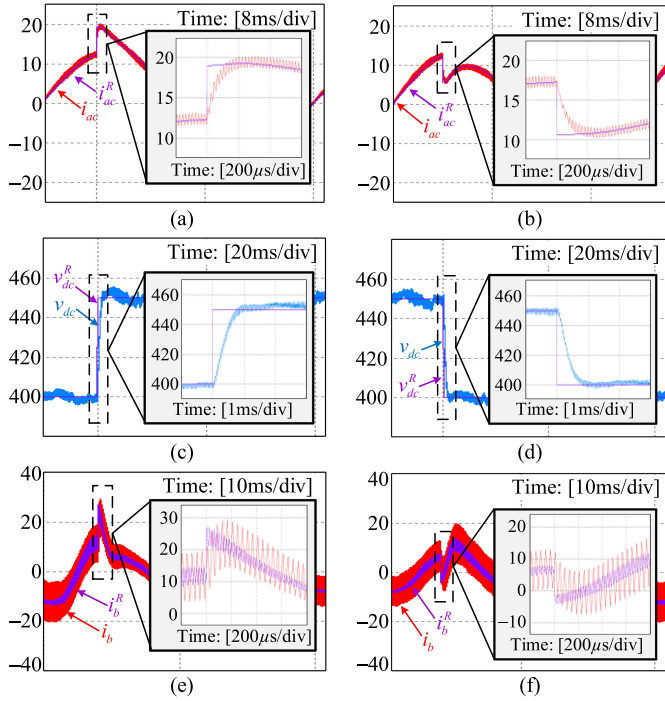 Time: [8ms/div]
20
10
0
−10
−20
20
15
10
Time: [200μs/div]
i_ac^R
i_ac
(a)
Time: [8ms/div]
20
10
0
−10
−20
20
15
10
Time: [200μs/div]
i_ac^R
i_ac
(b)
Time: [20ms/div]
460
440
420
400
v_dc^R
v_dc
460
440
420
400
Time: [1ms/div]
(c)
Time: [20ms/div]
460
440
420
400
v_dc
v_dc^R
460
440
420
400
Time: [1ms/div]
(d)
Time: [10ms/div]
40
20
0
−20
−40
30
20
10
0
Time: [200μs/div]
i_b^R
i_b
(e)
Time: [10ms/div]
40
20
0
−20
−40
20
10
0
−10
Time: [200μs/div]
i_b^R
i_b
(f)